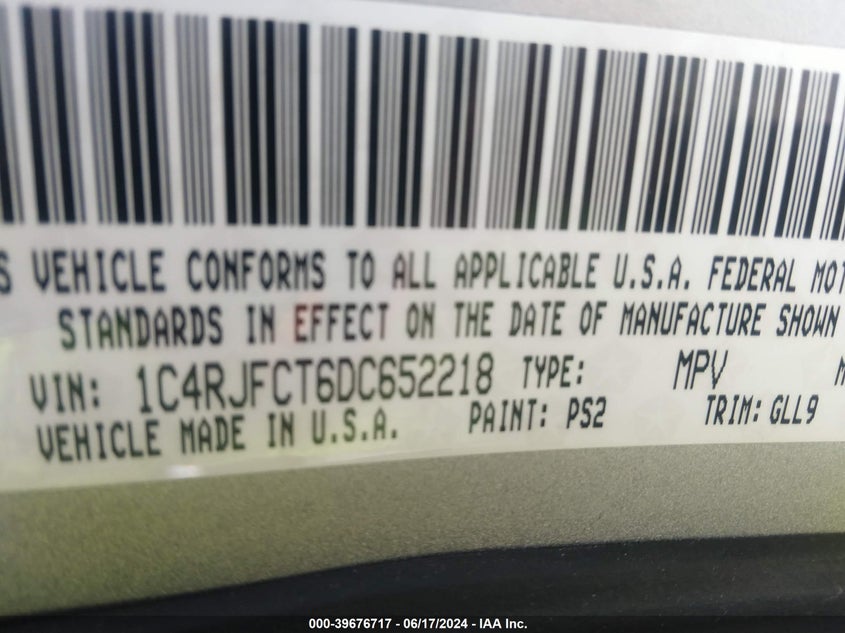 VEHICLE CONFORMS TO ALL APPLICABLE U.S.A. FEDERAL
STANDARDS IN EFFECT ON THE DATE OF MANUFACTURE SHOWN
VIN: 1C4RJFCT6DC652218 TYPE: MPV
VEHICLE MADE IN U.S.A. PAINT: PS2 TRIM: GLL9
000-39676717 - 06/17/2024 - IAA Inc.